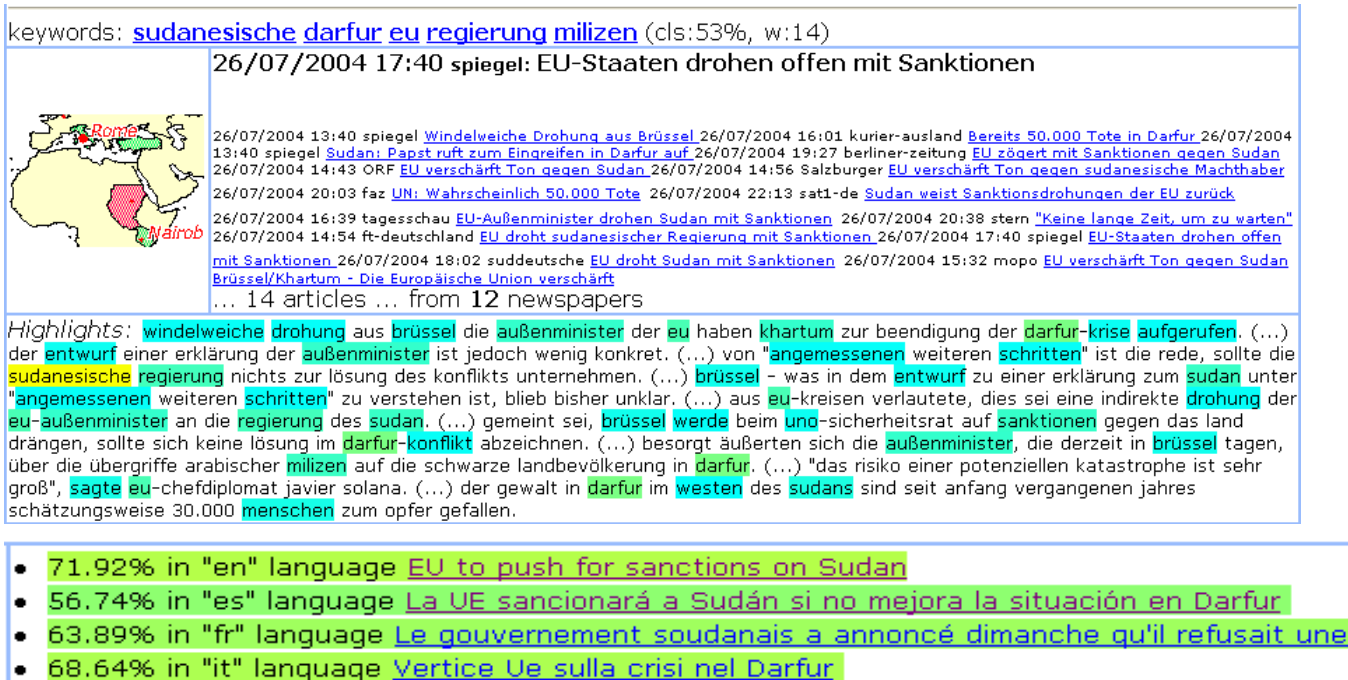 keywords: sudanesische darfur eu regierung milizen (cls:53%, w:14)
26/07/2004 17:40 spiegel: EU-Staaten drohen offen mit Sanktionen
Rome
Nairob
26/07/2004 13:40 spiegel Windelweiche Drohung aus Brüssel 26/07/2004 16:01 kurier-ausland Bereits 50.000 Tote in Darfur 26/07/2004
13:40 spiegel Sudan: Papst ruft zum Eingreifen in Darfur auf 26/07/2004 19:27 berliner-zeitung EU zögert mit Sanktionen gegen Sudan
26/07/2004 14:43 ORF EU verschärft Ton gegen Sudan 26/07/2004 14:56 Salzburger EU verschärft Ton gegen sudanesische Machthaber
26/07/2004 20:03 faz UN: Wahrscheinlich 50.000 Tote 26/07/2004 22:13 sat1-de Sudan weist Sanktionsdrohungen der EU zurück
26/07/2004 16:39 tagesschau EU-Außenminister drohen Sudan mit Sanktionen 26/07/2004 20:38 stern "Keine lange Zeit, um zu warten"
26/07/2004 14:54 ft-deutschland EU droht sudanesischer Regierung mit Sanktionen 26/07/2004 17:40 spiegel EU-Staaten drohen offen
mit Sanktionen 26/07/2004 18:02 suddeutsche EU droht Sudan mit Sanktionen 26/07/2004 15:32 mopo EU verschärft Ton gegen Sudan
Brüssel/Khartum - Die Europäische Union verschärft
... 14 articles ... from 12 newspapers
Highlights: windelweiche drohung aus brüssel die außenminister der eu haben khartum zur beendigung der darfur-krise aufgerufen. (...)
der entwurf einer erklärung der außenminister ist jedoch wenig konkret. (...) von "angemessenen weiteren schritten" ist die rede, sollte die
sudanesische regierung nichts zur lösung des konflikts unternehmen. (...) brüssel - was in dem entwurf zu einer erklärung zum sudan unter
"angemessenen weiteren schritten" zu verstehen ist, blieb bisher unklar. (...) aus eu-kreisen verlautete, dies sei eine indirekte drohung der
eu-außenminister an die regierung des sudan. (...) gemeint sei, brüssel werde beim uno-sicherheitsrat auf sanktionen gegen das land
drängen, sollte sich keine lösung im darfur-konflikt abzeichnen. (...) besorgt äußerten sich die außenminister, die derzeit in brüssel tagen,
über die übergriffe arabischer milizen auf die schwarze landbevölkerung in darfur. (...) "das risiko einer potenziellen katastrophe ist sehr
groß", sagte eu-chefdiplomat javier solana. (...) der gewalt in darfur im westen des sudans sind seit anfang vergangenen jahres
schätzungsweise 30.000 menschen zum opfer gefallen.
• 71.92% in "en" language EU to push for sanctions on Sudan
• 56.74% in "es" language La UE sancionará a Sudán si no mejora la situación en Darfur
• 63.89% in "fr" language Le gouvernement soudanais a annoncé dimanche qu'il refusait une
• 68.64% in "it" language Vertice Ue sulla crisi nel Darfur